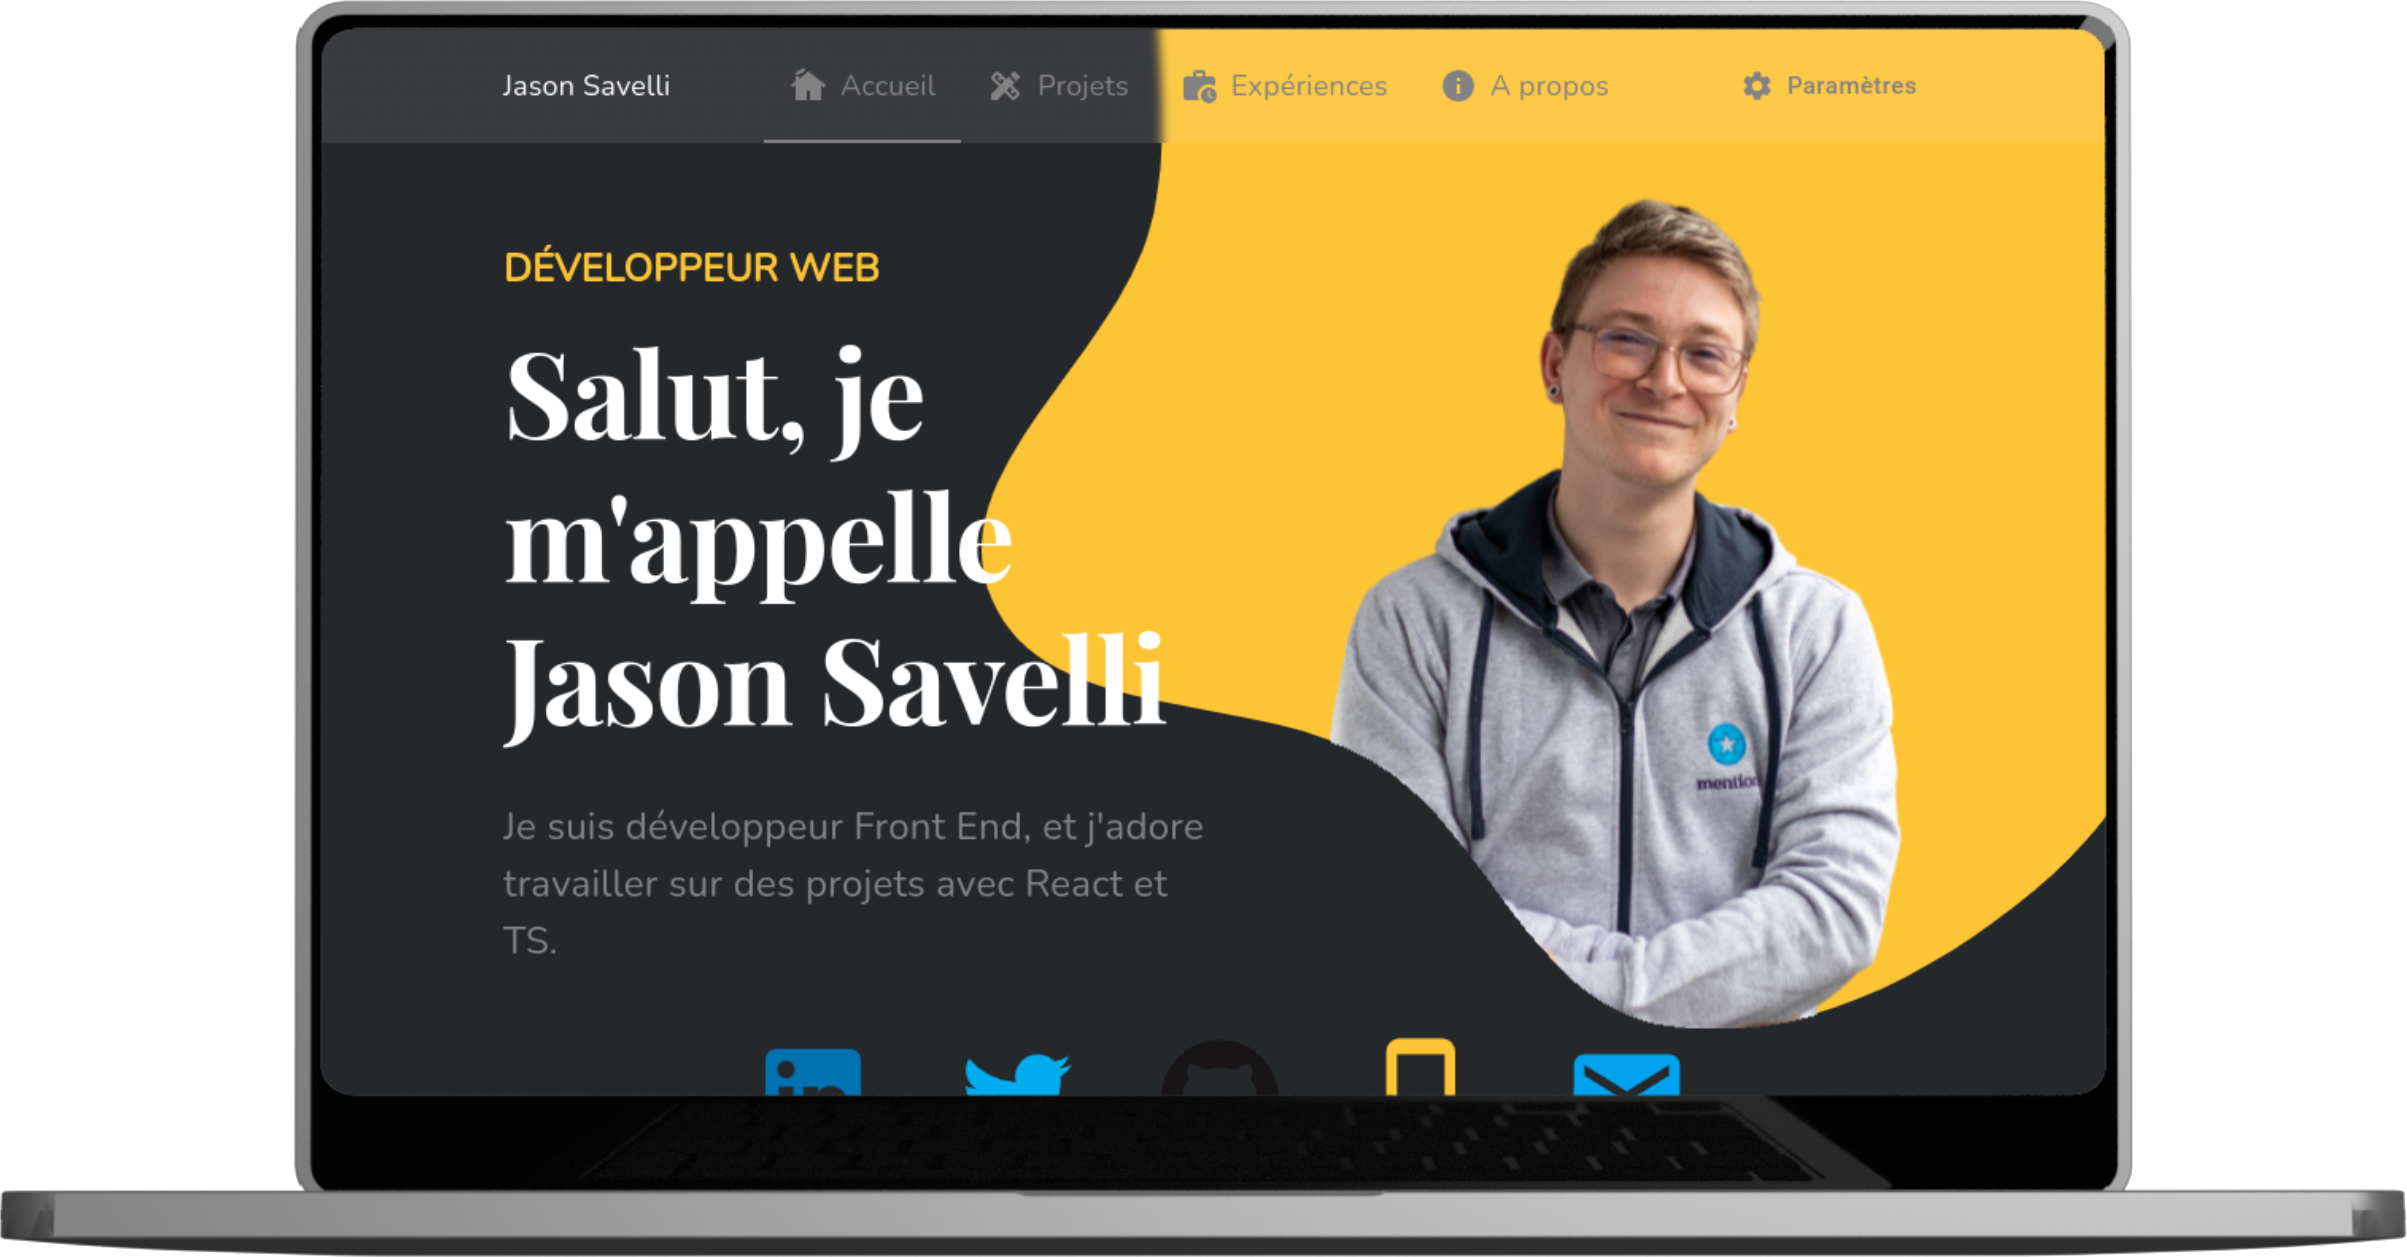 Jason Savelli
Accueil
Projets
Expériences
A propos
Paramètres
DÉVELOPPEUR WEB
Salut, je
m'appelle
Jason Savelli
Je suis développeur Front End, et j'adore
travailler sur des projets avec React et
TS.
mention
in